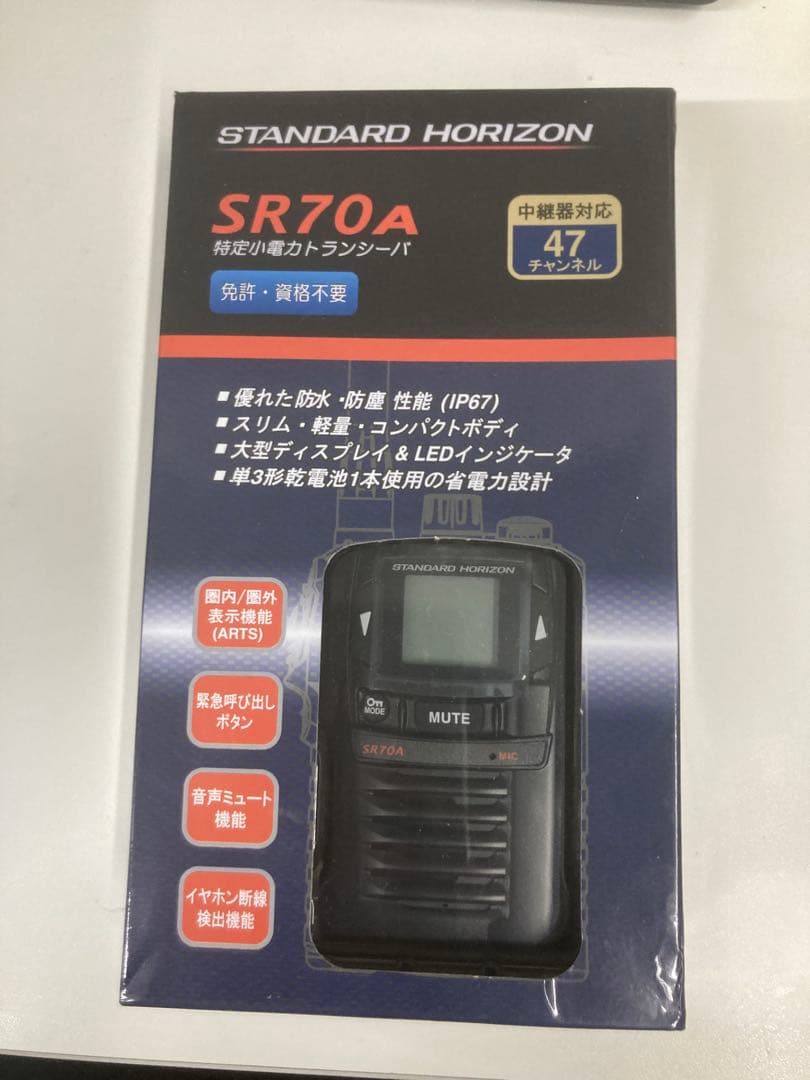 STANDARD HORIZON
SR70A
特定小電力トランシーバ
免許・資格不要
中継器対応
47
チャンネル
■優れた防水・防塵 性能 (IP67)
■スリム・軽量・コンパクトボディ
■大型ディスプレイ & LEDインジケータ
■単3形乾電池1本使用の省電力設計
圏内/圏外
表示機能
(ARTS)
緊急呼び出し
ボタン
音声ミュート
機能
イヤホン断線
検出機能
STANDARD HORIZON
MODE
MUTE
SR70A
MIC